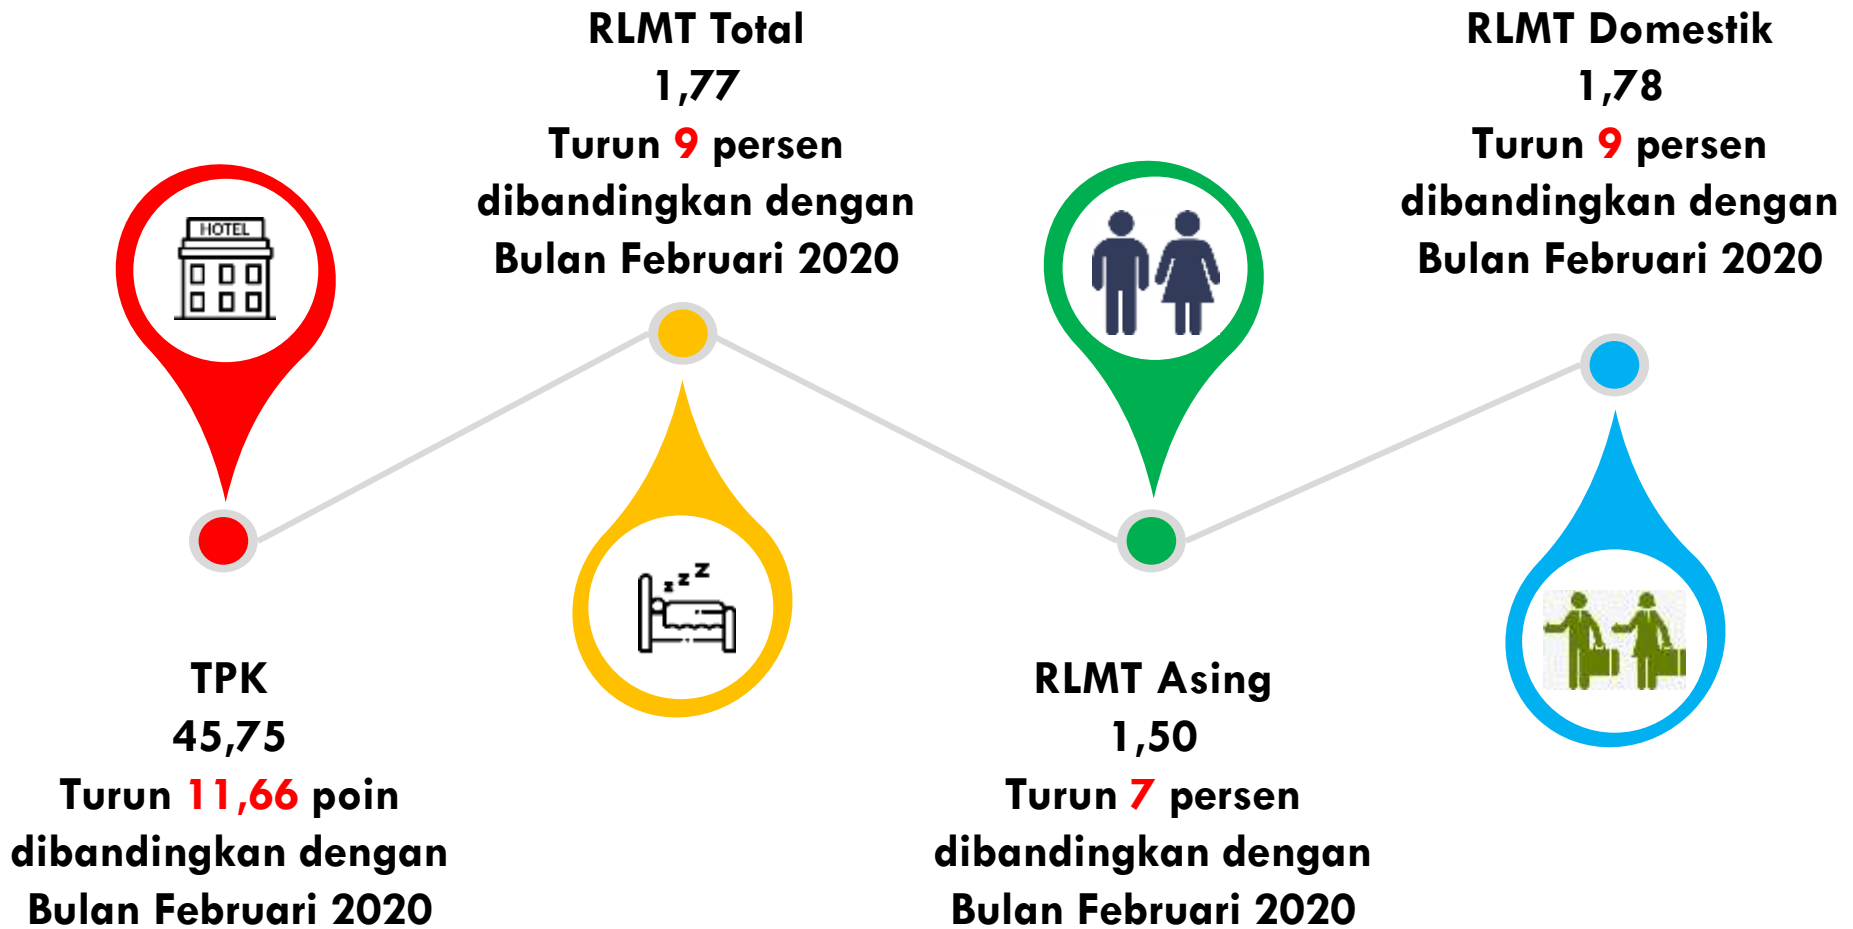 HOTEL
TPK
45,75
Turun 11,66 poin
dibandingkan dengan
Bulan Februari 2020
RLMT Total
1,77
Turun 9 persen
dibandingkan dengan
Bulan Februari 2020
z z Z
RLMT Asing
1,50
Turun 7 persen
dibandingkan dengan
Bulan Februari 2020
RLMT Domestik
1,78
Turun 9 persen
dibandingkan dengan
Bulan Februari 2020